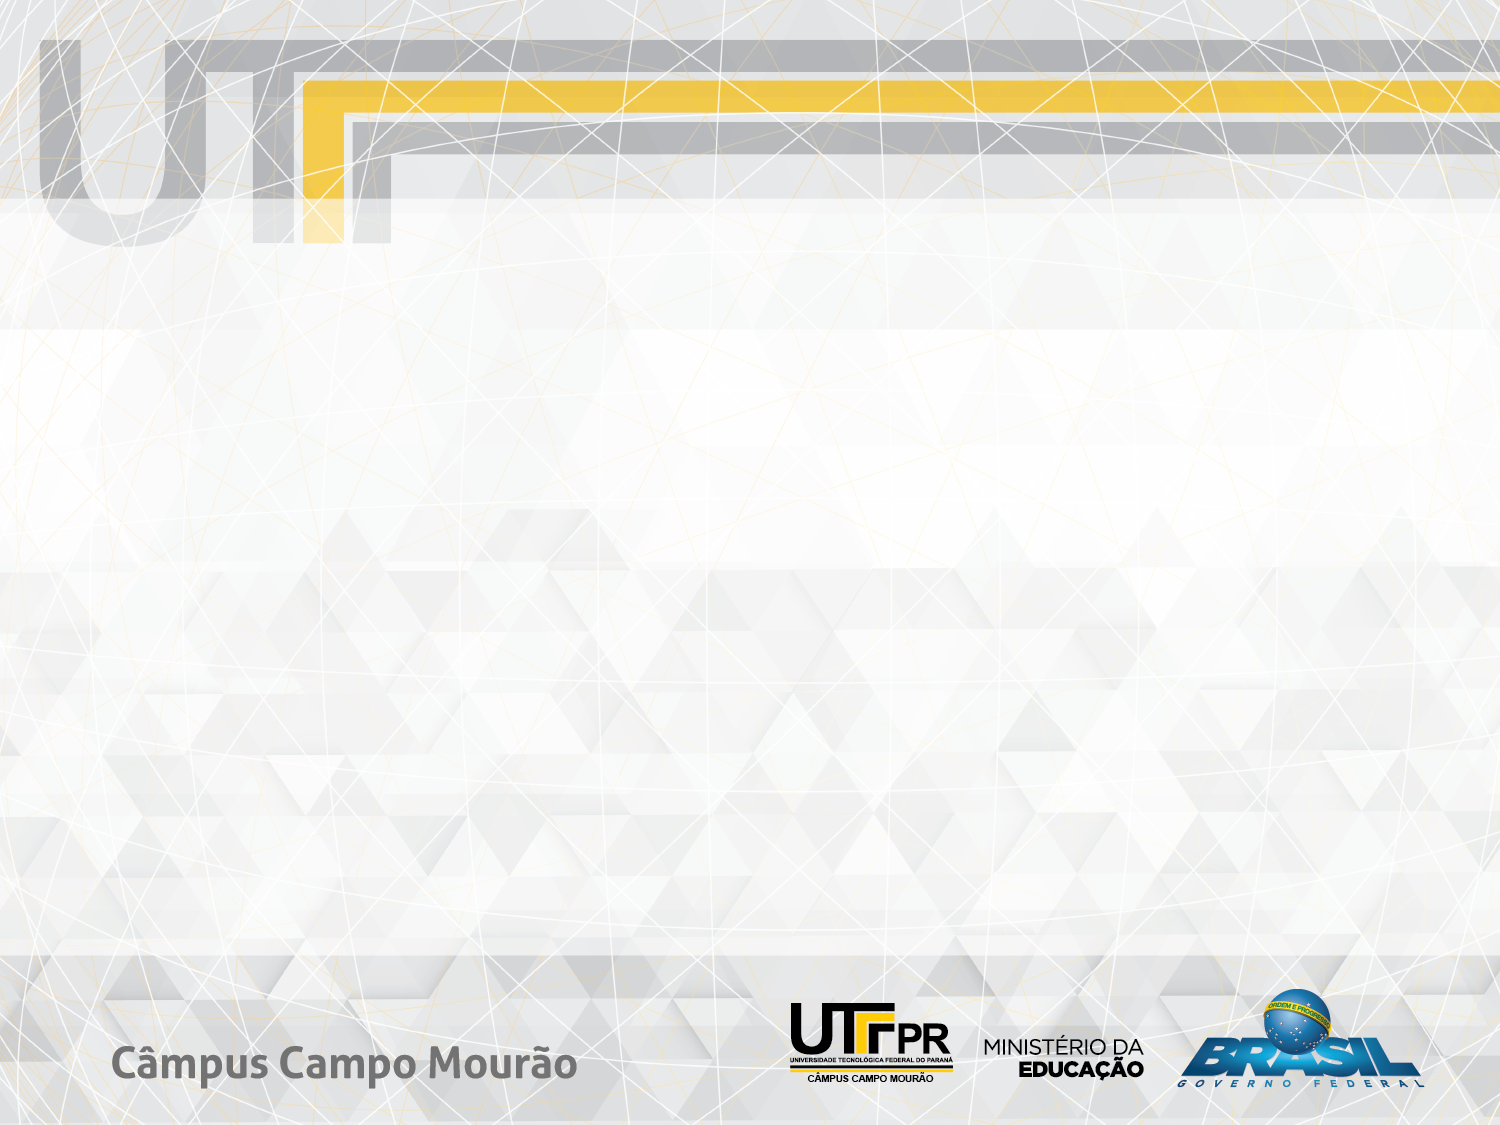 UTF
Câmpus Campo Mourão
UTFPR
UNIVERSIDADE TECNOLÓGICA FEDERAL DO PARANÁ
CÂMPUS CAMPO MOURÃO
MINISTÉRIO DA
EDUCAÇÃO
ORDEM E PROGRESSO
BRASIL
GOVERNO FEDERAL